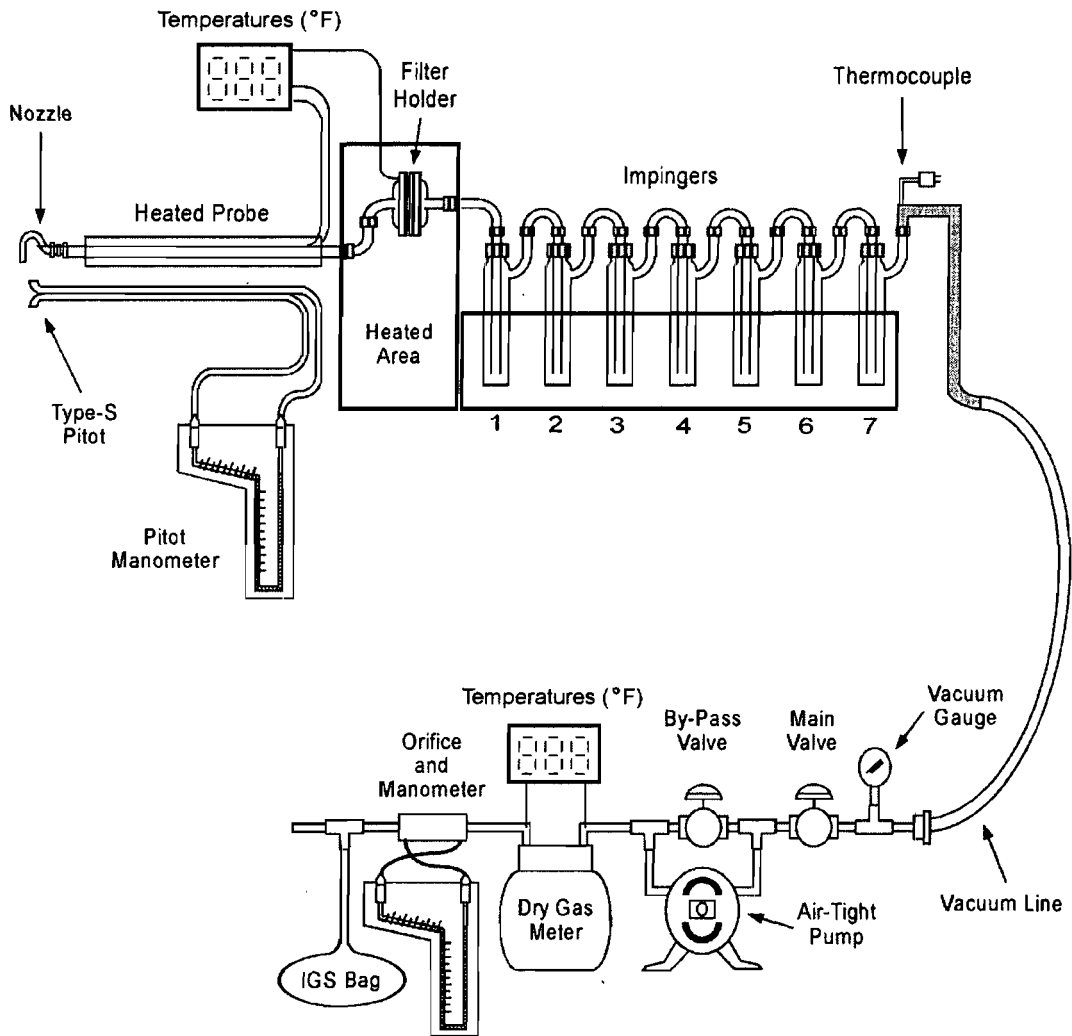 Temperatures (°F)
Filter
Holder
Thermocouple
Nozzle
Impingers
Heated Probe
Heated
Area
Type-S
Pitot
1 2 3 4 5 6 7
Pitot
Manometer
Temperatures (°F)
Vacuum
Gauge
By-Pass
Valve
Main
Valve
Orifice
and
Manometer
Dry Gas
Meter
Air-Tight
Pump
Vacuum Line
IGS Bag